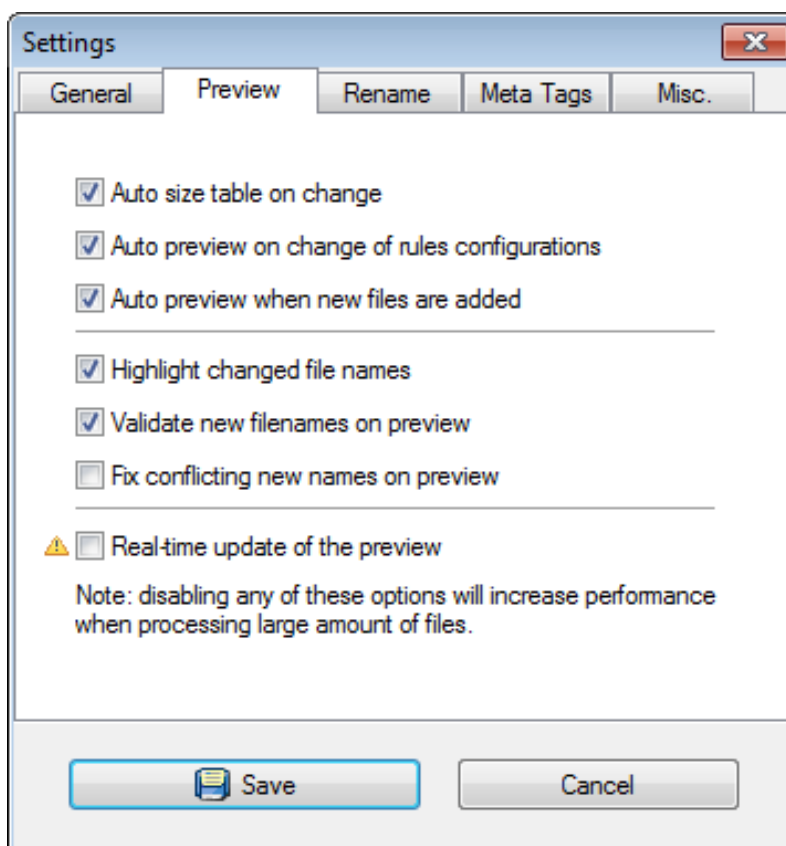 Settings
General Preview Rename Meta Tags Misc.
Auto size table on change
Auto preview on change of rules configurations
Auto preview when new files are added
Highlight changed file names
Validate new filenames on preview
Fix conflicting new names on preview
Real-time update of the preview
Note: disabling any of these options will increase performance
when processing large amount of files.
Save Cancel